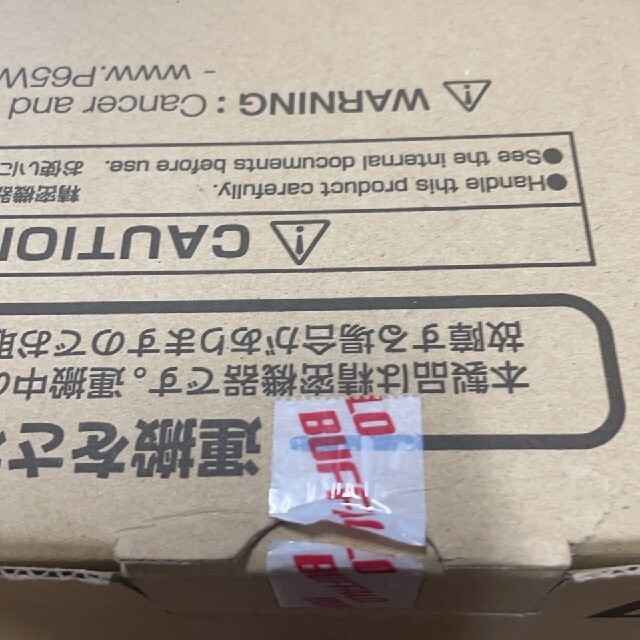 運搬をさ
本製品は精密機器です。運搬中の
故障する場合がありますのでお取
CAUTION
●Handle this product carefully. 精密機器
●See the internal documents before use. お使いに
WARNING : Cancer and
- www.P65W
BUFFALO